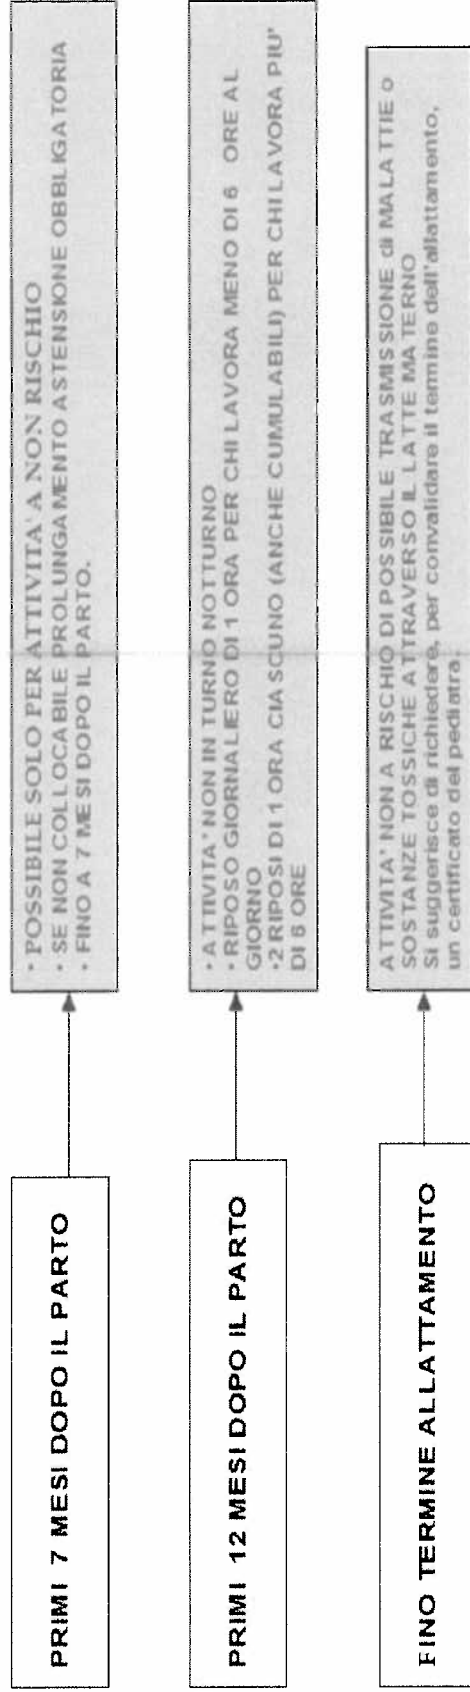 PRIMI 7 MESI DOPO IL PARTO
• POSSIBILE SOLO PER ATTIVITA' A NON RISCHIO
• SE NON COLLOCABILE PROLUNGAMENTO ASTENSIONE OBBLIGATORIA
• FINO A 7 MESI DOPO IL PARTO.
PRIMI 12 MESI DOPO IL PARTO
• ATTIVITA' NON IN TURNO NOTTURNO
• RIPOSO GIORNALIERO DI 1 ORA PER CHI LAVORA MENO DI 6 ORE AL
GIORNO
•2 RIPOSI DI 1 ORA CIASCUNO (ANCHE CUMULABILI) PER CHI LAVORA PIU'
DI 6 ORE
FINO TERMINE ALLATTAMENTO
ATTIVITA' NON A RISCHIO DI POSSIBILE TRASMISSIONE di MALATTIE o
SOSTANZE TOSSICHE ATTRAVERSO IL LATTE MATERNO
Si suggerisce di richiedere, per convalidare il termine dell'allattamento,
un certificato del pediatra.